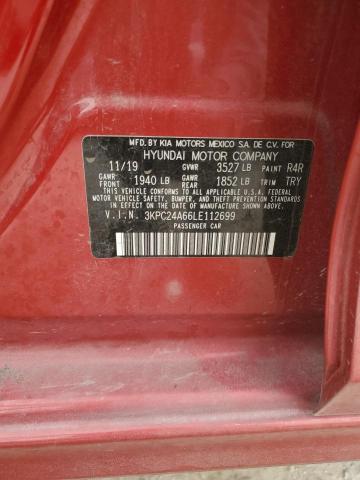 MFD. BY KIA MOTORS MEXICO S.A. DE C.V. FOR
HYUNDAI MOTOR COMPANY
11/19 GVWR 3527 LB PAINT R4R
GAWR FRONT 1940 LB GAWR REAR 1852 LB TRIM TRY
THIS VEHICLE CONFORMS TO ALL APPLICABLE U.S. FEDERAL
MOTOR VEHICLE SAFETY, BUMPER, AND THEFT PREVENTION
STANDARDS IN EFFECT ON THE DATE OF MANUFACTURE SHOWN ABOVE.
V.I.N. 3KPC24A66LE112699
PASSENGER CAR